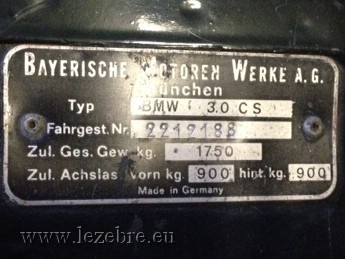 BAYERISCHE MOTOREN WERKE A.G.
München
Typ BMW 3.0 CS
Fahrgest. Nr. 2212188
Zul. Ges. Gew. kg. 1750
Zul. Achslas vorn kg. 900 hint. kg. 900
Made in Germany
www.lezebre.eu